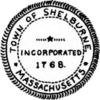 TOWN OF SHELBURNE,
INCORPORATED
1768.
MASSACHUSETTS